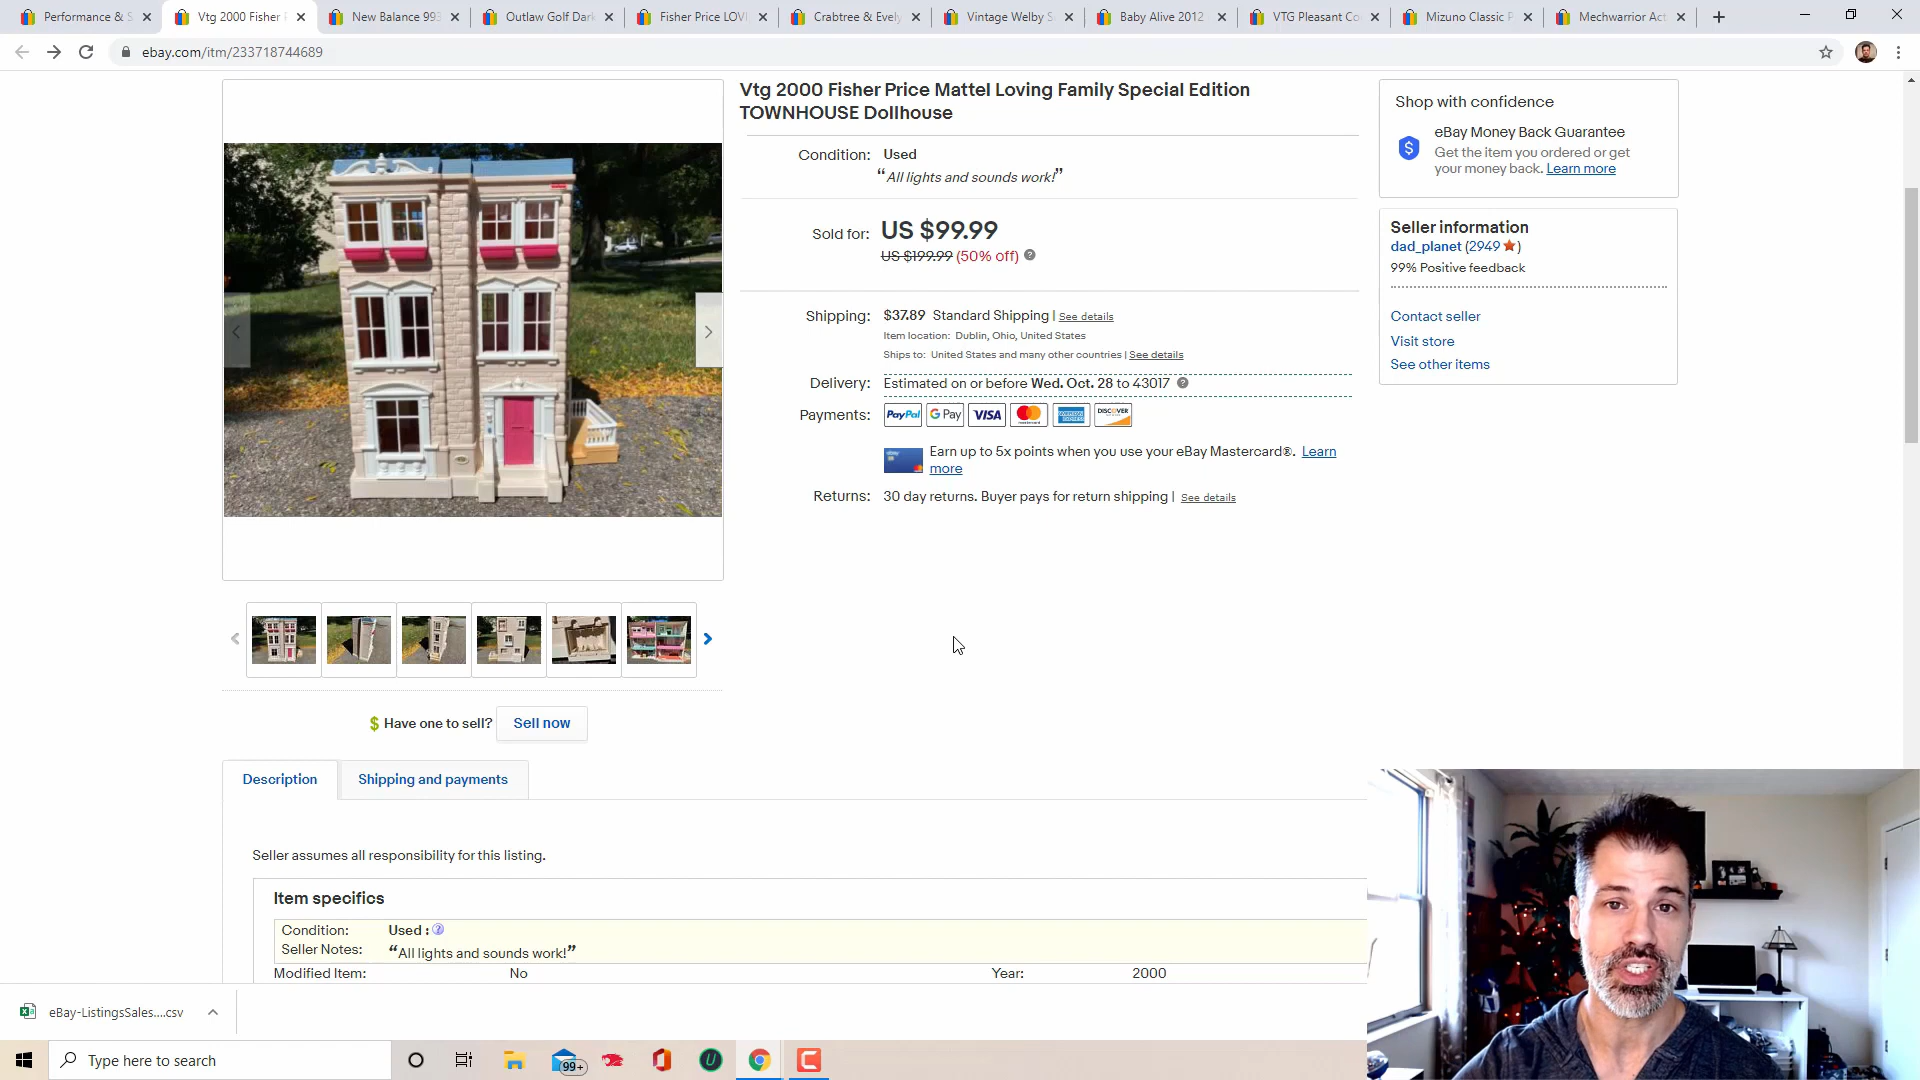 Performance & S
Vtg 2000 Fisher P
New Balance 993
Outlaw Golf Dark
Fisher Price LOVI
Crabtree & Evely
Vintage Welby S
Baby Alive 2012
VTG Pleasant Co
Mizuno Classic P
Mechwarrior Act
ebay.com/itm/233718744689
Vtg 2000 Fisher Price Mattel Loving Family Special Edition
TOWNHOUSE Dollhouse
Condition: Used
“All lights and sounds work!”
Sold for: US $99.99
US $199.99 (50% off)
Shipping: $37.89 Standard Shipping | See details
Item location: Dublin, Ohio, United States
Ships to: United States and many other countries | See details
Delivery: Estimated on or before Wed. Oct. 28 to 43017
Payments: PayPal G Pay VISA mastercard AMERICAN EXPRESS DISCOVER
Earn up to 5x points when you use your eBay Mastercard®. Learn
more
Returns: 30 day returns. Buyer pays for return shipping | See details
Shop with confidence
eBay Money Back Guarantee
Get the item you ordered or get
your money back. Learn more
Seller information
dad_planet (2949 ★)
99% Positive feedback
Contact seller
Visit store
See other items
$ Have one to sell? Sell now
Description
Shipping and payments
Seller assumes all responsibility for this listing.
Item specifics
Condition: Used :
Seller Notes: “All lights and sounds work!”
Modified Item: No
Year: 2000
eBay-ListingsSales....csv
Type here to search
99+